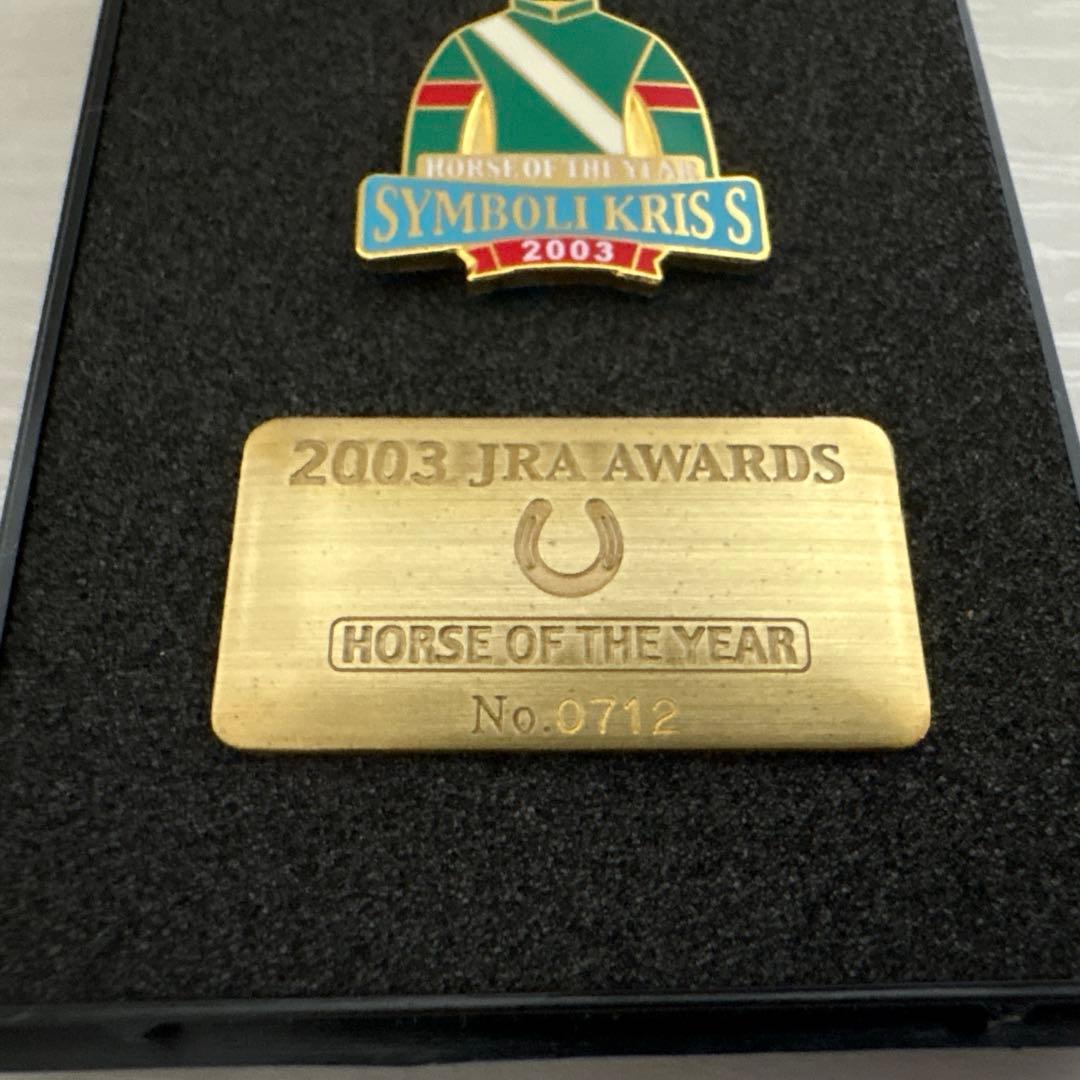 HORSE OF THE YEAR
SYMBOLI KRIS S
2003
2003 JRA AWARDS
HORSE OF THE YEAR
No.0712